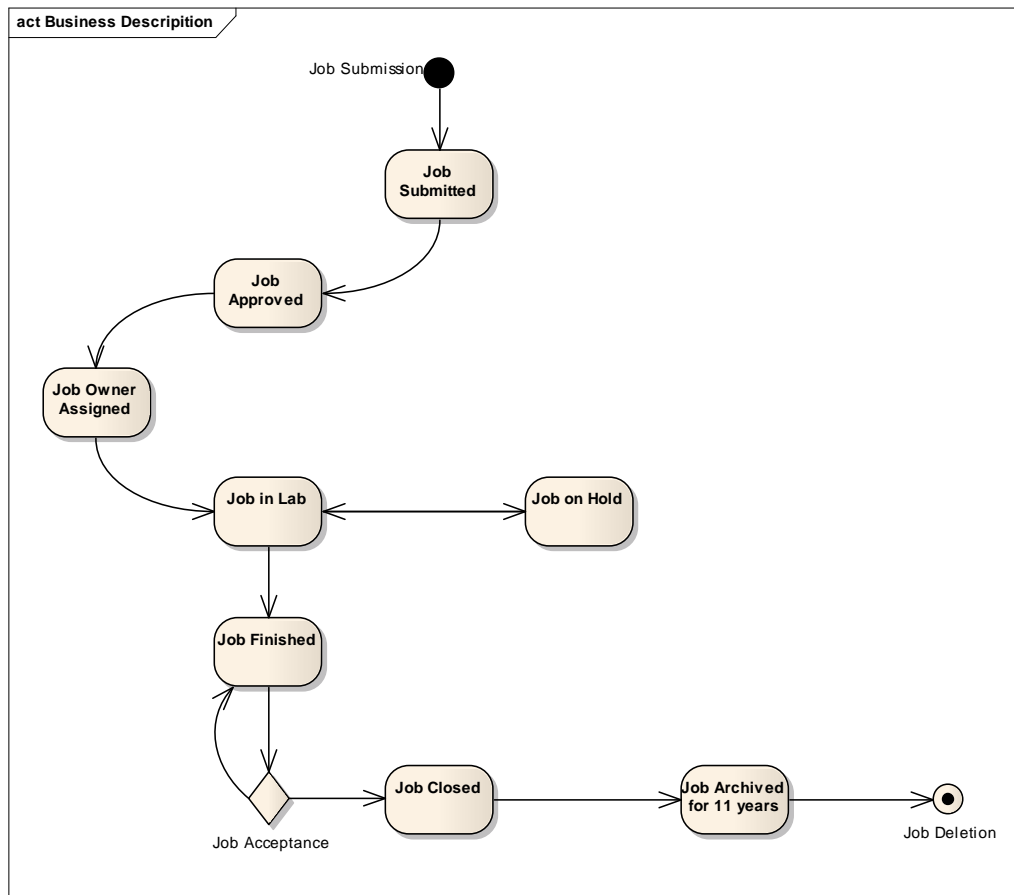 act Business Descripition
Job Submission
Job
Submitted
Job
Approved
Job Owner
Assigned
Job in Lab
Job on Hold
Job Finished
Job Closed
Job Archived
for 11 years
Job Acceptance
Job Deletion